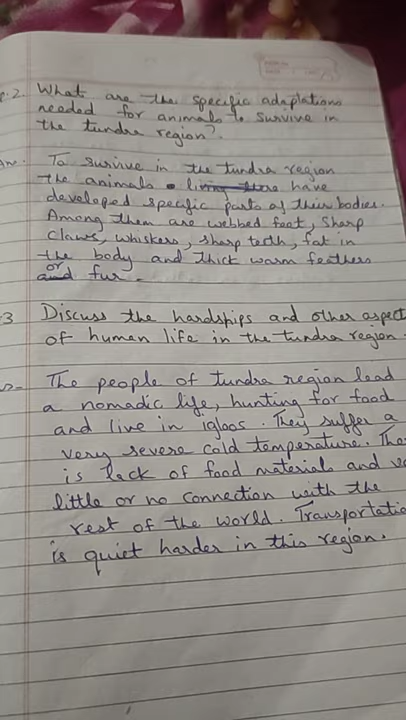 Q.2. What are the specific adaptations
needed for animals to survive in
the tundra region?
Ans. To survive in the tundra region
the animals have
developed specific parts of their bodies.
Among them are webbed feet, sharp
claws, whiskers, sharp teeth, fat in
the body and thick warm feathers
or fur.
3 Discuss the hardships and other aspect
of human life in the tundra region.
The people of tundra region lead
a nomadic life, hunting for food
and live in igloos. They suffer a
very severe cold temperature. The
is lack of food materials and ve
little or no connection with the
rest of the world. Transportatio
is quiet harder in this region.